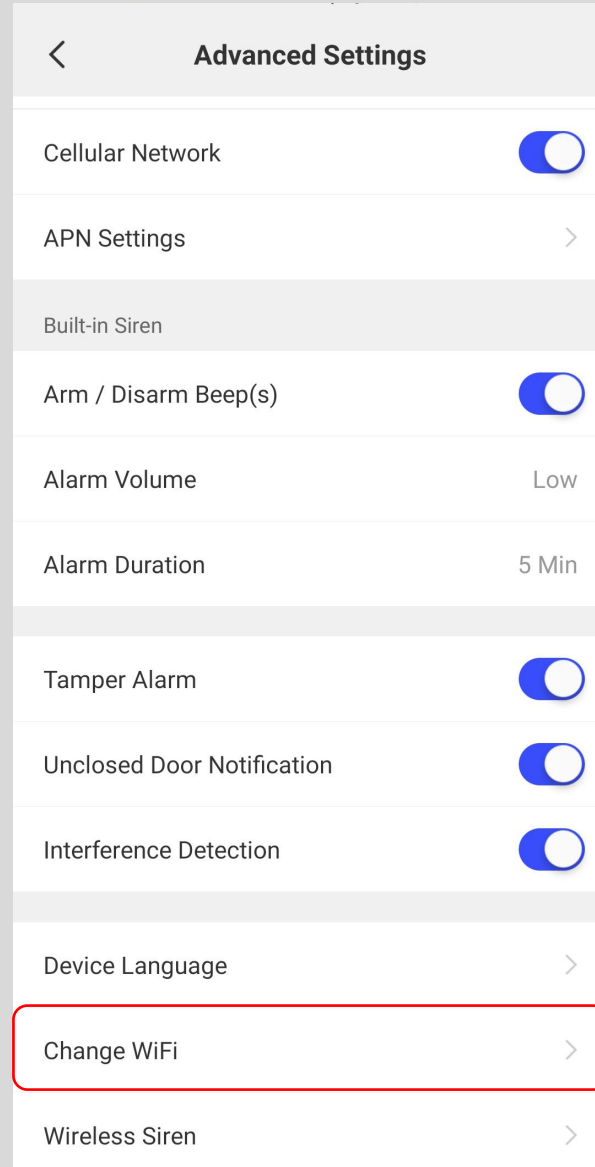 Advanced Settings
Cellular Network
APN Settings
Built-in Siren
Arm / Disarm Beep(s)
Alarm Volume Low
Alarm Duration 5 Min
Tamper Alarm
Unclosed Door Notification
Interference Detection
Device Language
Change WiFi
Wireless Siren